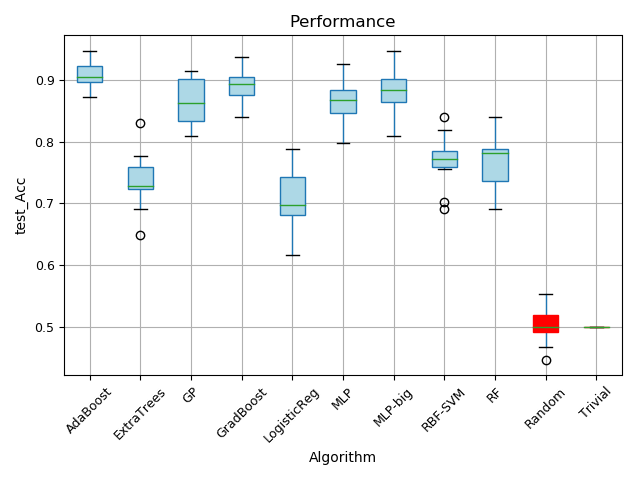 Performance
test_Acc
0.9
0.8
0.7
0.6
0.5
AdaBoost
ExtraTrees
GP
GradBoost
LogisticReg
MLP
MLP-big
RBF-SVM
RF
Random
Trivial
Algorithm